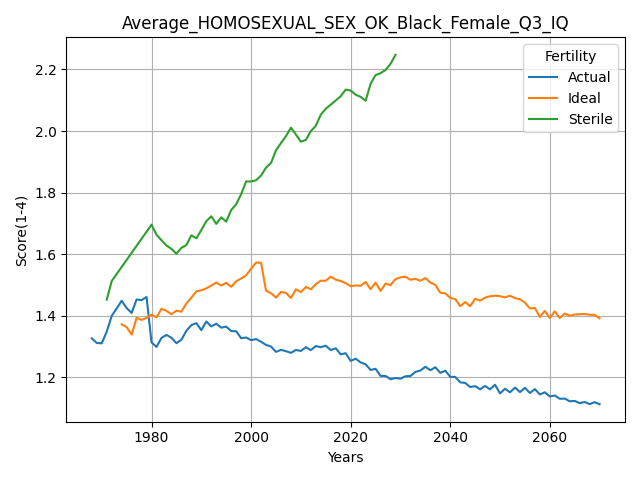 Average_HOMOSEXUAL_SEX_OK_Black_Female_Q3_IQ
Fertility
Actual
Ideal
Sterile
Score(1-4)
2.2
2.0
1.8
1.6
1.4
1.2
1980
2000
2020
2040
2060
Years